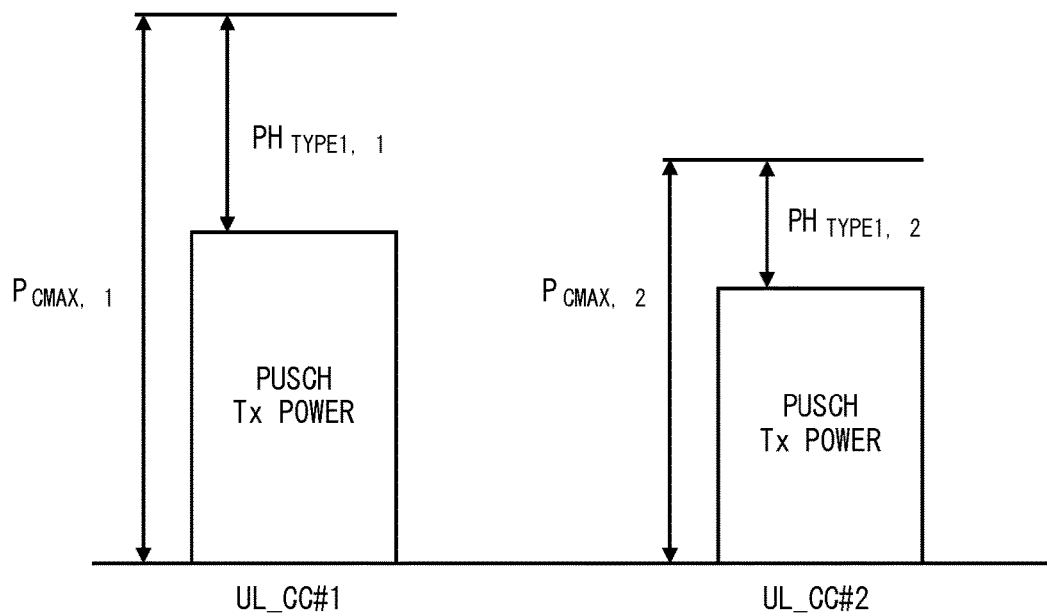 PH TYPE1, 1
P CMAX, 1
PUSCH
Tx POWER
UL_CC#1
PH TYPE1, 2
P CMAX, 2
PUSCH
Tx POWER
UL_CC#2